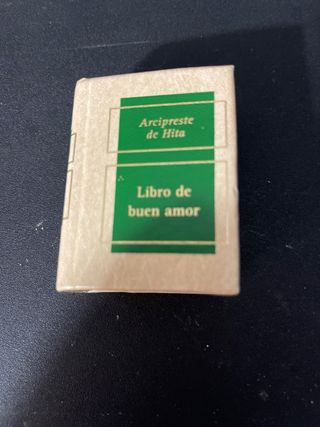 Arcipreste
de Hita
Libro de
buen amor